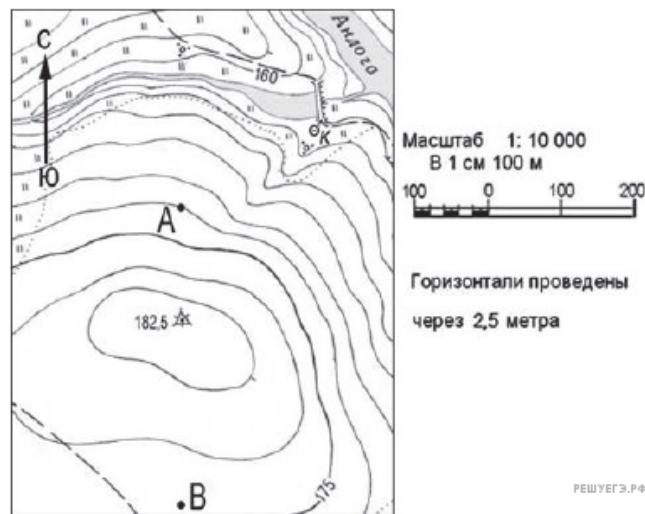 С
160
Андога
К
Ю
А
182,5
175
В
Масштаб 1: 10 000
В 1 см 100 м
100 0 100 200
Горизонтали проведены
через 2,5 метра
РЕШУЕГЭ.РФ